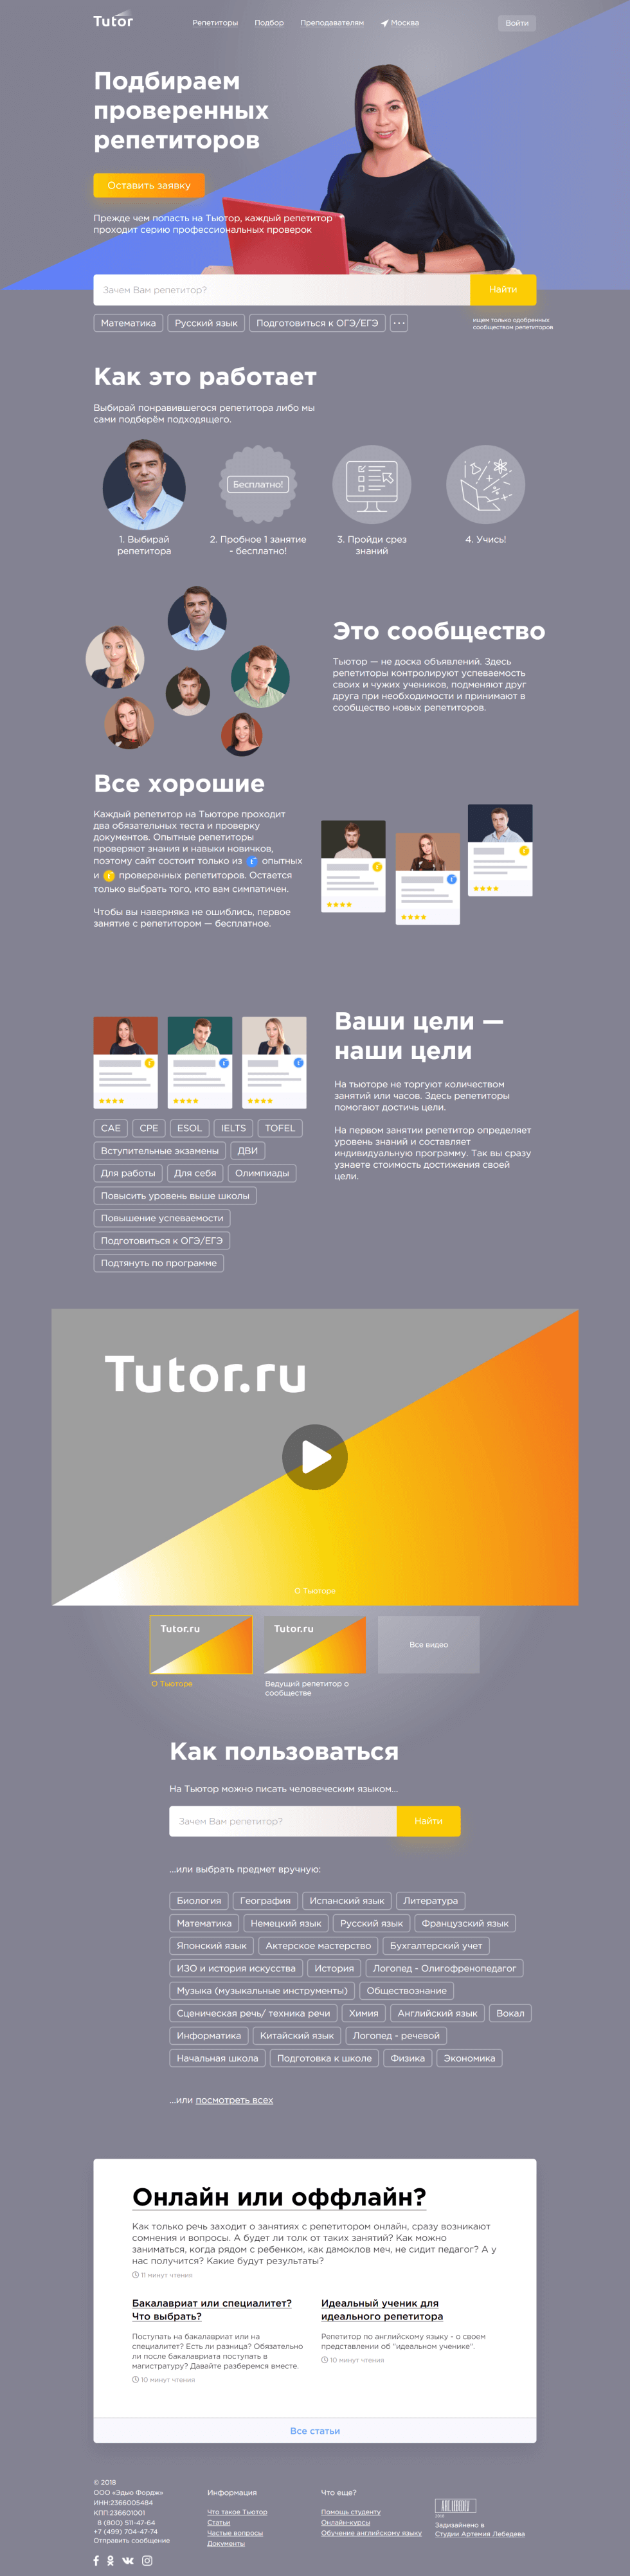 Tutor
Репетиторы Подбор Преподавателям Москва Войти
Подбираем
проверенных
репетиторов
Оставить заявку
Прежде чем попасть на Тьютор, каждый репетитор
проходит серию профессиональных проверок
Зачем Вам репетитор? Найти
Математика Русский язык Подготовиться к ОГЭ/ЕГЭ ...
ищем только одобренных
сообществом репетиторов
Как это работает
Выбирай понравившегося репетитора либо мы
сами подберём подходящего.
Бесплатно!
1. Выбирай
репетитора
2. Пробное 1 занятие
- бесплатно!
3. Пройди срез
знаний
4. Учись!
Это сообщество
Тьютор — не доска объявлений. Здесь
репетиторы контролируют успеваемость
своих и чужих учеников, подменяют друг
друга при необходимости и принимают в
сообщество новых репетиторов.
Все хорошие
Каждый репетитор на Тьюторе проходит
два обязательных теста и проверку
документов. Опытные репетиторы
проверяют знания и навыки новичков,
поэтому сайт состоит только из опытных
и проверенных репетиторов. Остается
только выбрать того, кто вам симпатичен.
Чтобы вы наверняка не ошиблись, первое
занятие с репетитором — бесплатное.
Ваши цели —
наши цели
На тьюторе не торгуют количеством
занятий или часов. Здесь репетиторы
помогают достичь цели.
На первом занятии репетитор определяет
уровень знаний и составляет
индивидуальную программу. Так вы сразу
узнаете стоимость достижения своей
цели.
CAE CPE ESOL IELTS TOFEL
Вступительные экзамены ДВИ
Для работы Для себя Олимпиады
Повысить уровень выше школы
Повышение успеваемости
Подготовиться к ОГЭ/ЕГЭ
Подтянуть по программе
Tutor.ru
О Тьюторе
Tutor.ru Tutor.ru Все видео
О Тьюторе
Ведущий репетитор о
сообществе
Как пользоваться
На Тьютор можно писать человеческим языком...
Зачем Вам репетитор? Найти
...или выбрать предмет вручную:
Биология География Испанский язык Литература
Математика Немецкий язык Русский язык Французский язык
Японский язык Актерское мастерство Бухгалтерский учет
ИЗО и история искусства История Логопед - Олигофренопедагог
Музыка (музыкальные инструменты) Обществознание
Сценическая речь/ техника речи Химия Английский язык Вокал
Информатика Китайский язык Логопед - речевой
Начальная школа Подготовка к школе Физика Экономика
...или посмотреть всех
Онлайн или оффлайн?
Как только речь заходит о занятиях с репетитором онлайн, сразу возникают
сомнения и вопросы. А будет ли толк от таких занятий? Как можно
заниматься, когда рядом с ребенком, как дамоклов меч, не сидит педагог? А у
нас получится? Какие будут результаты?
11 минут чтения
Бакалавриат или специалитет?
Что выбрать?
Поступать на бакалавриат или на
специалитет? Есть ли разница? Обязательно
ли после бакалавриата поступать в
магистратуру? Давайте разберемся вместе.
10 минут чтения
Идеальный ученик для
идеального репетитора
Репетитор по английскому языку - о своем
представлении об "идеальном ученике".
10 минут чтения
Все статьи
© 2018
ООО «Эдью Фордж»
ИНН:2366005484
КПП:236601001
8 (800) 511-47-64
+7 (499) 704-47-74
Отправить сообщение
Информация
Что такое Тьютор
Статьи
Частые вопросы
Документы
Что еще?
Помощь студенту
Онлайн-курсы
Обучение английскому языку
ART. LEBEDEV
2018
Задизайнено в
Студии Артемия Лебедева